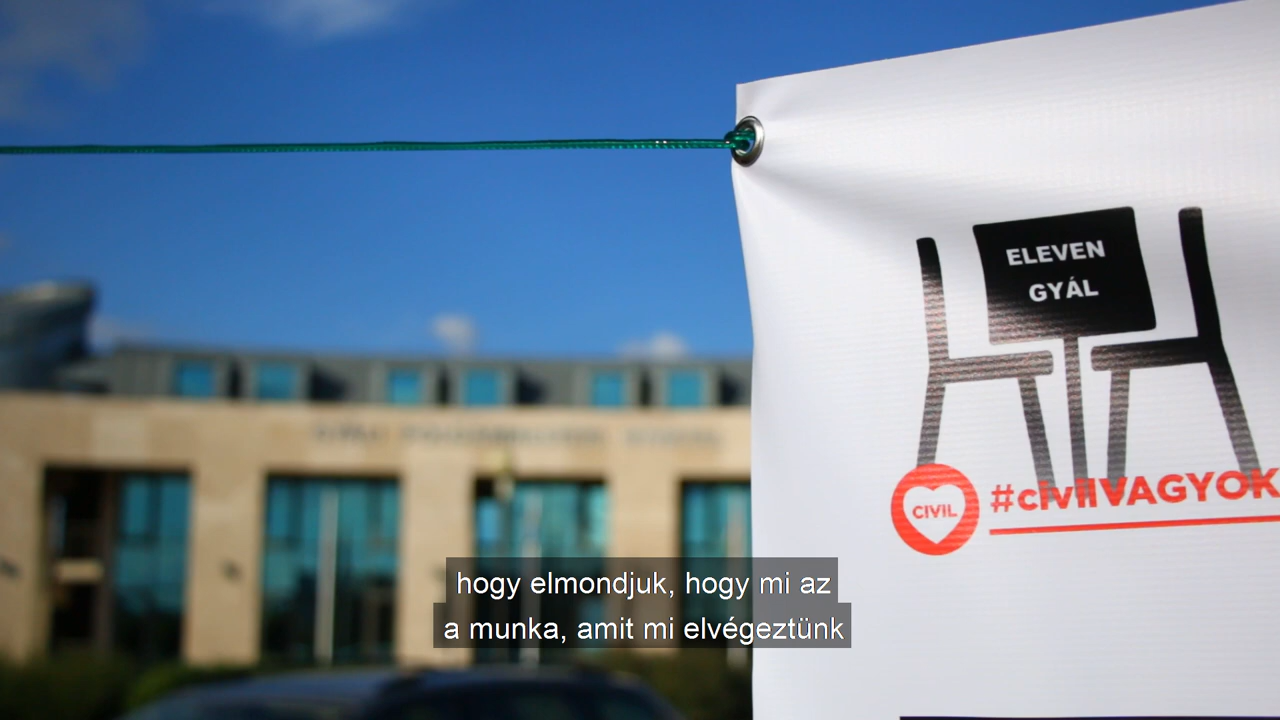 ELEVEN
GYÁL
CIVIL
#civilVAGYOK
hogy elmondjuk, hogy mi az
a munka, amit mi elvégeztünk